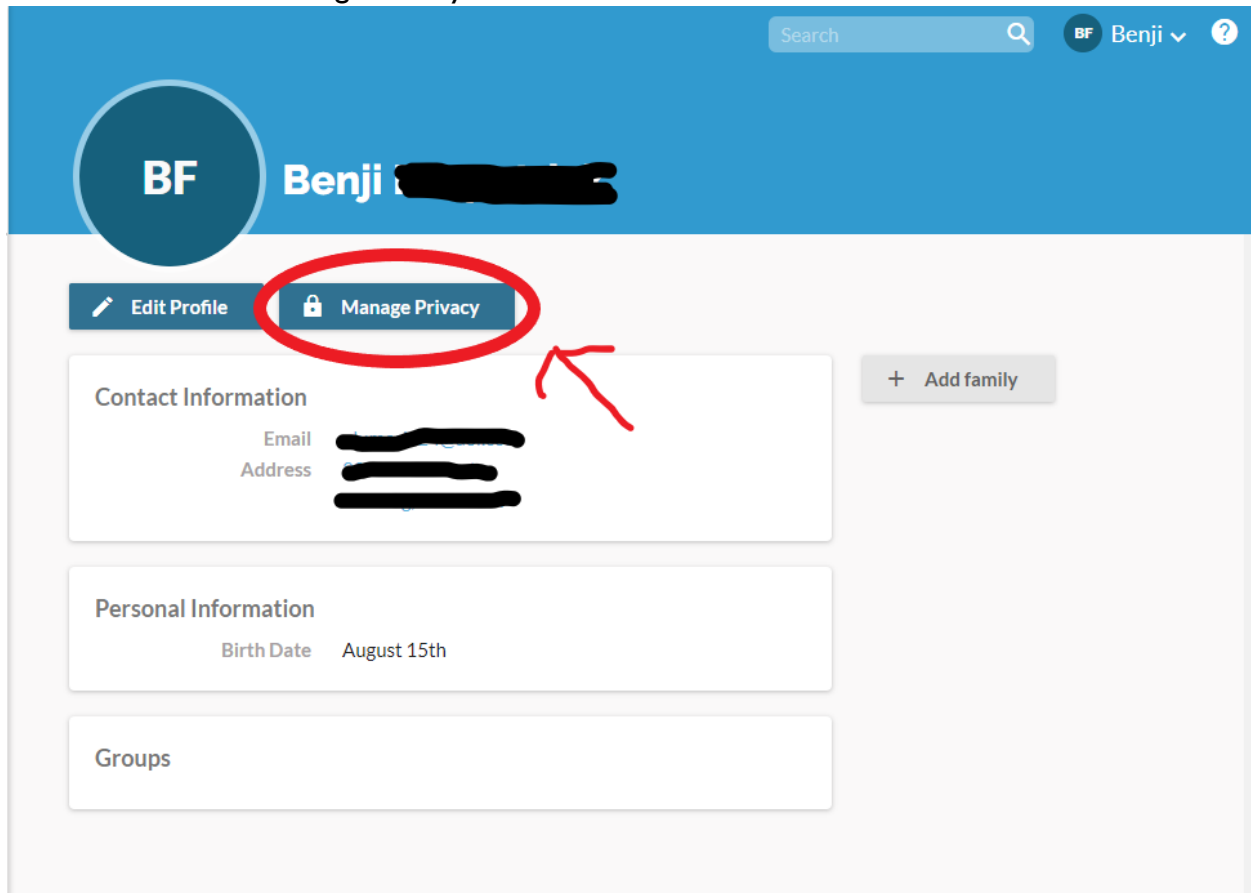 Search
BF Benji
?
BF
Benji
Edit Profile
Manage Privacy
+ Add family
Contact Information
Email
Address
Personal Information
Birth Date August 15th
Groups